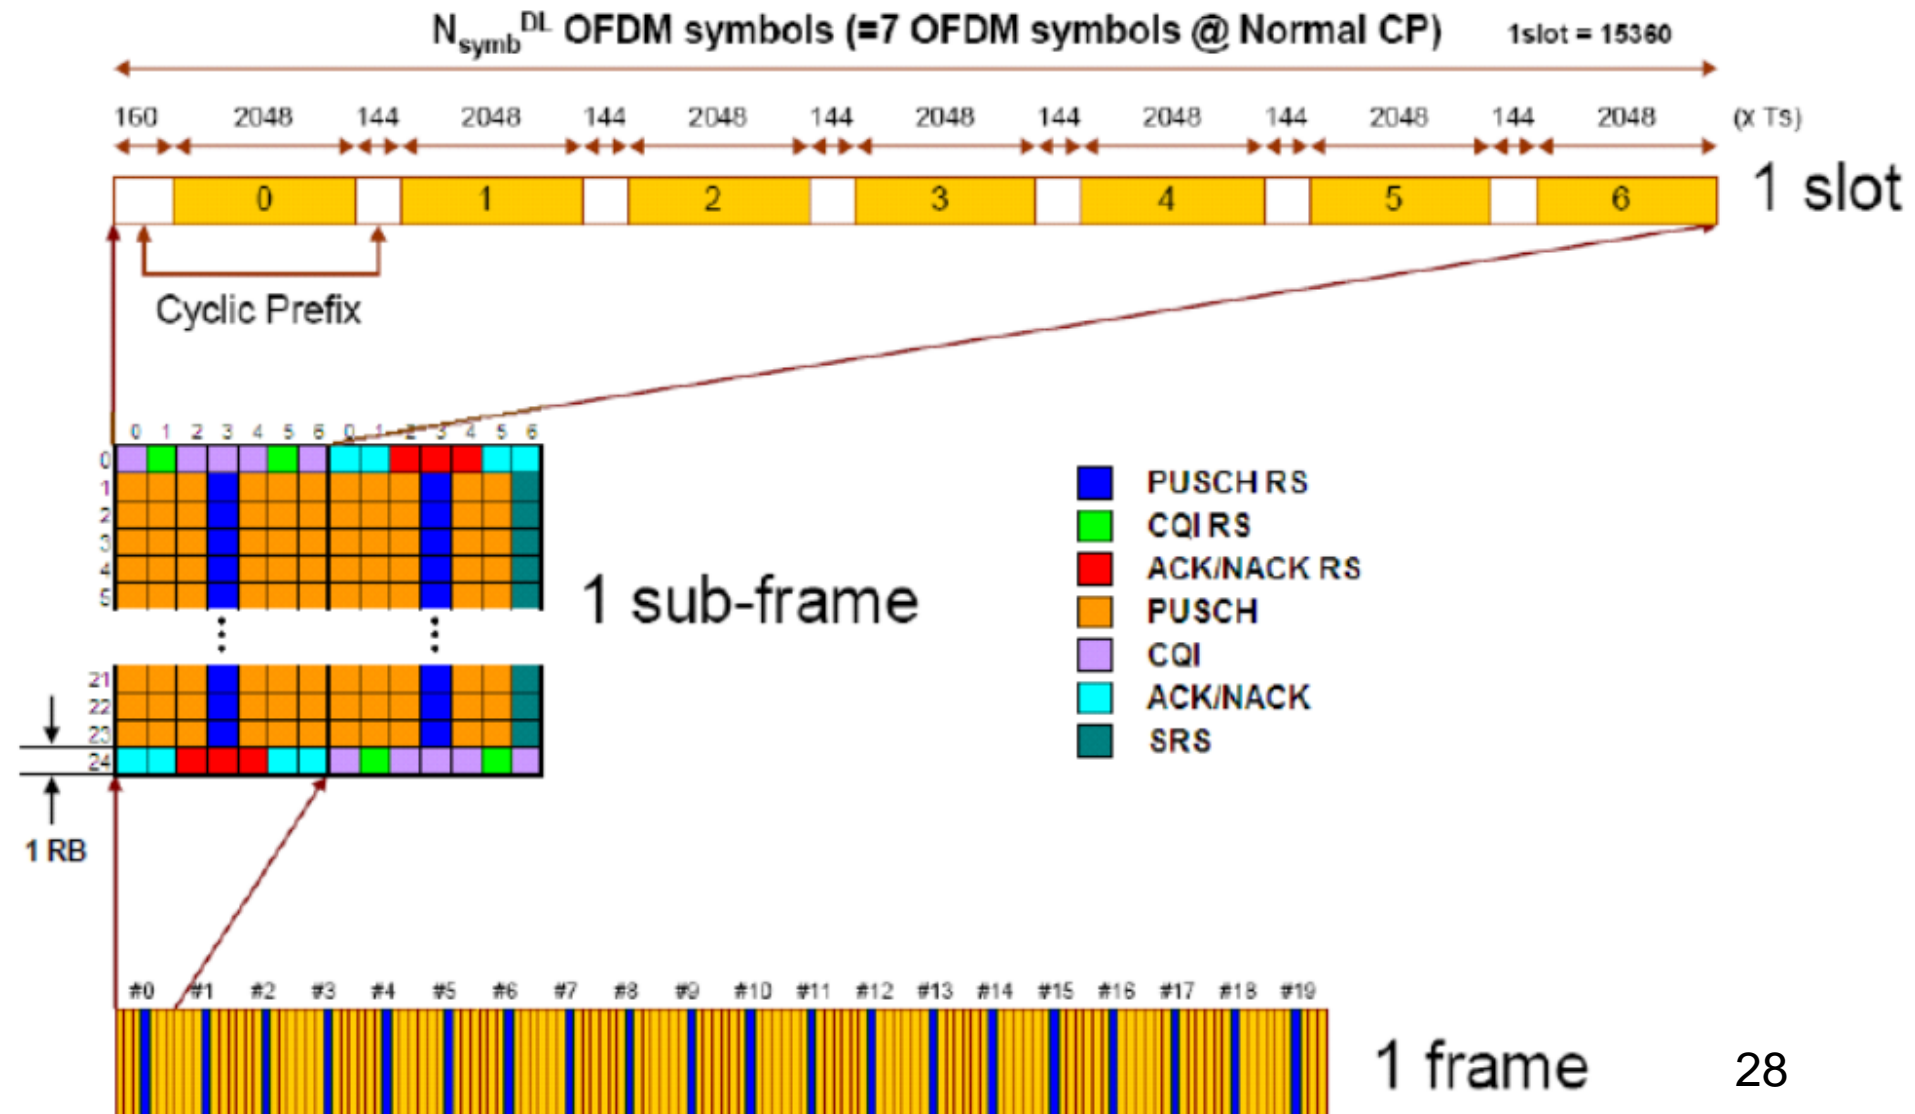 N_symb^DL OFDM symbols (=7 OFDM symbols @ Normal CP) 1slot = 15360
160 2048 144 2048 144 2048 144 2048 144 2048 144 2048 144 2048 (x Ts)
0 1 2 3 4 5 6 1 slot
Cyclic Prefix
0 1 2 3 4 5 6 0 1 2 3 4 5 6
0
1
2
3
4
5
1 sub-frame
21
22
23
24
1 RB
PUSCH RS
CQI RS
ACK/NACK RS
PUSCH
CQI
ACK/NACK
SRS
#0 #1 #2 #3 #4 #5 #6 #7 #8 #9 #10 #11 #12 #13 #14 #15 #16 #17 #18 #19
1 frame
28